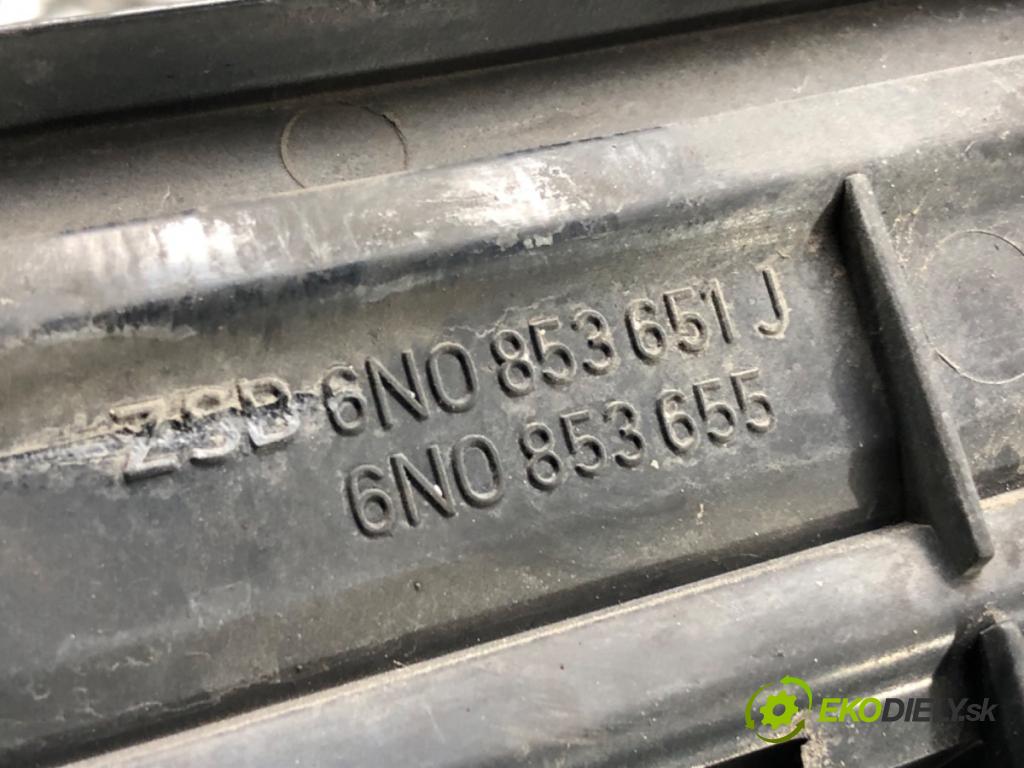 ZSB 6N0 853 651 J
6N0 853 655
EKODIELY.sk